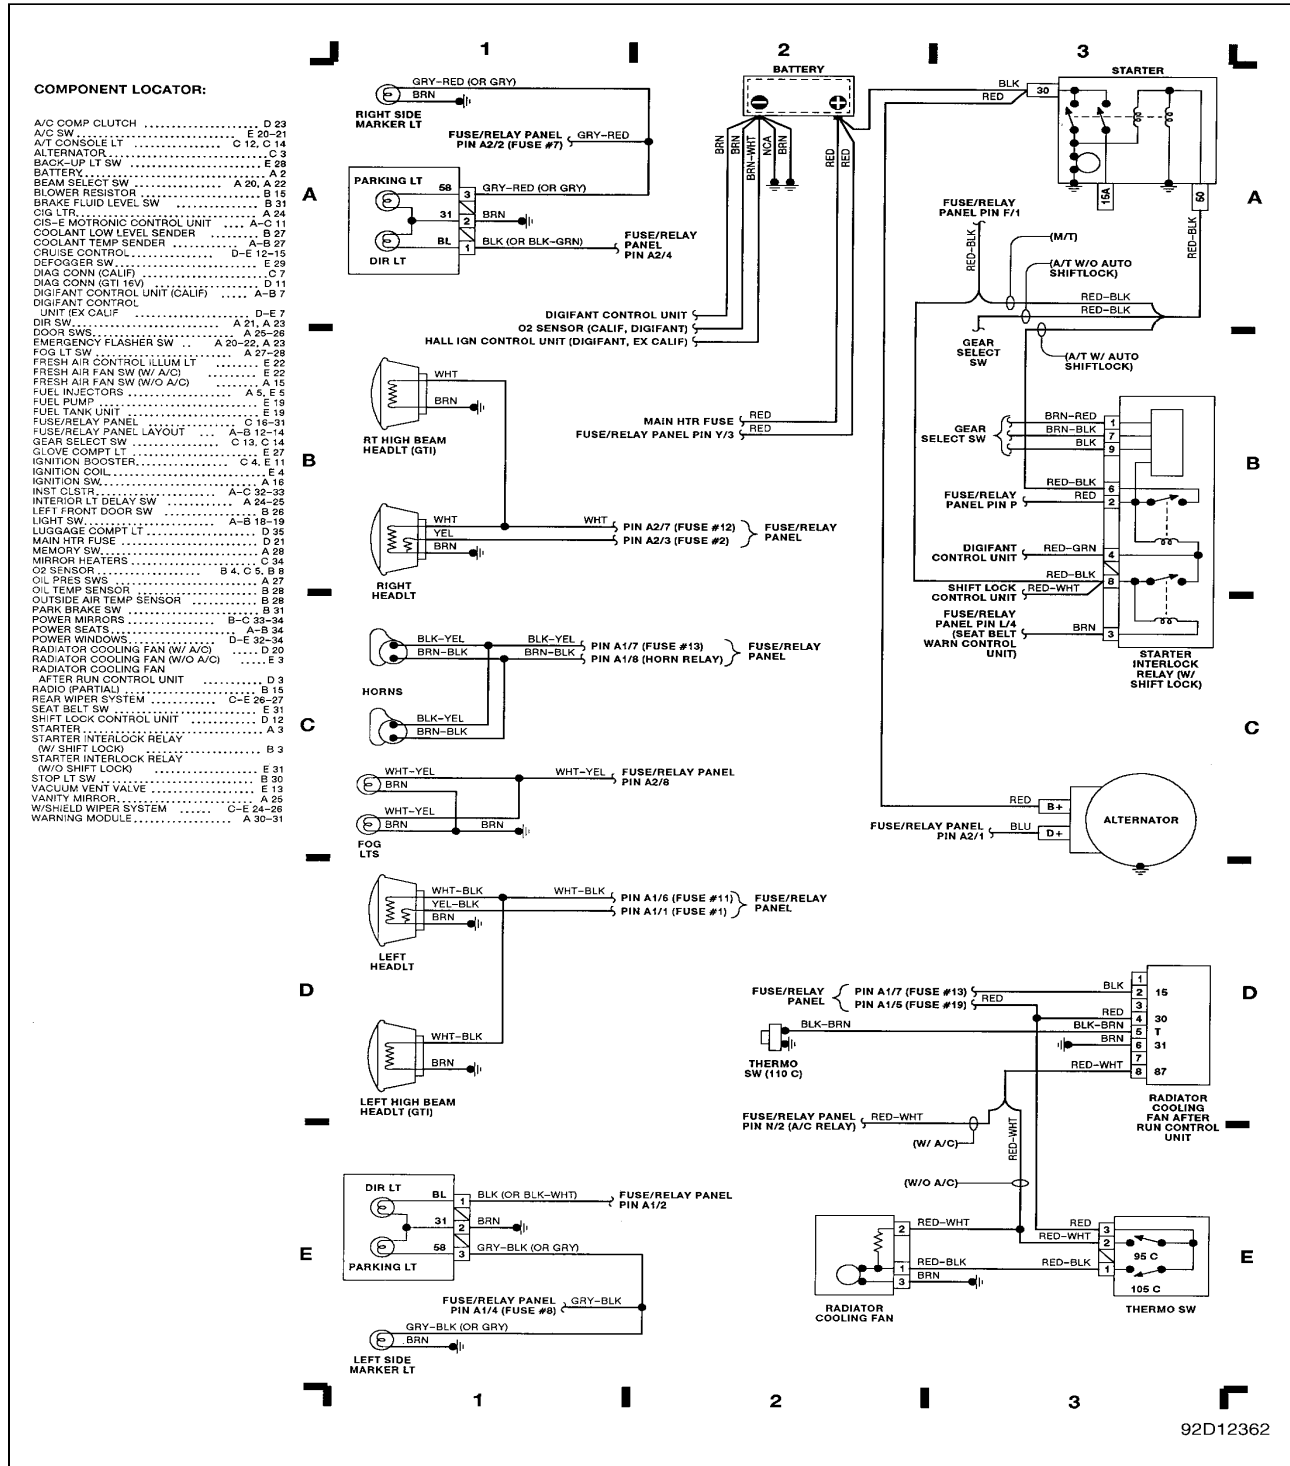 1
2
3
COMPONENT LOCATOR:
A/C COMP CLUTCH .................... D 23
A/C SW .................... E 20-21
A/T CONSOLE LT .................... C 12, C 14
ALTERNATOR .................... C 3
BACK-UP LT SW .................... E 28
BATTERY .................... A 2
BEAM SELECT SW .................... A 20, A 22
BLOWER RESISTOR .................... B 15
BRAKE FLUID LEVEL SW .................... B 31
CIG LTR .................... A 24
CIS-E MOTRONIC CONTROL UNIT .................... A-C 11
COOLANT LOW LEVEL SENDER .................... B 27
COOLANT TEMP SENDER .................... A-B 27
CRUISE CONTROL .................... D-E 12-15
DEFOGGER SW .................... E 29
DIAG CONN (CALIF) .................... C 7
DIAG CONN (GTI 16V) .................... D 11
DIGIFANT CONTROL UNIT (CALIF) ..... A-B 7
DIGIFANT CONTROL
UNIT (EX CALIF .................... D-E 7
DIR SW .................... A 21, A 23
DOOR SWS .................... A 25-26
EMERGENCY FLASHER SW .. A 20-22, A 23
FOG LT SW .................... A 27-28
FRESH AIR CONTROL ILLUM LT ....... E 22
FRESH AIR FAN SW (W/ A/C) .......... E 22
FRESH AIR FAN SW (W/O A/C) .......... A 15
FUEL INJECTORS .................... A 5, E 5
FUEL PUMP .................... E 19
FUEL TANK UNIT .................... E 19
FUSE/RELAY PANEL .................... C 16-31
FUSE/RELAY PANEL LAYOUT ... A-B 12-14
GEAR SELECT SW .................... C 13, C 14
GLOVE COMPT LT .................... E 27
IGNITION BOOSTER .................... C 4, E 11
IGNITION COIL .................... E 4
IGNITION SW .................... A 16
INST CLSTR .................... A-C 32-33
INTERIOR LT DELAY SW .......... A 24-25
LEFT FRONT DOOR SW .................... B 26
LIGHT SW .................... A-B 18-19
LUGGAGE COMPT LT .................... D 35
MAIN HTR FUSE .................... D 21
MEMORY SW .................... A 28
MIRROR HEATERS .................... C 34
O2 SENSOR .................... B 4, C 5, B 8
OIL PRES SWS .................... A 27
OIL TEMP SENSOR .................... B 28
OUTSIDE AIR TEMP SENSOR .......... B 28
PARK BRAKE SW .................... B 31
POWER MIRRORS .................... B-C 33-34
POWER SEATS .................... A-B 34
POWER WINDOWS .................... D-E 32-34
RADIATOR COOLING FAN (W/ A/C) ....... D 20
RADIATOR COOLING FAN (W/O A/C) ..... E 3
RADIATOR COOLING FAN
AFTER RUN CONTROL UNIT .......... D 3
RADIO (PARTIAL) .................... B 15
REAR WIPER SYSTEM .......... C-E 26-27
SEAT BELT SW .................... E 31
SHIFT LOCK CONTROL UNIT .......... D 12
STARTER .................... A 3
STARTER INTERLOCK RELAY
(W/ SHIFT LOCK) .................... B 3
STARTER INTERLOCK RELAY
(W/O SHIFT LOCK) .................... E 31
STOP LT SW .................... B 30
VACUUM VENT VALVE .................... E 13
VANITY MIRROR .................... A 25
W/SHIELD WIPER SYSTEM ...... C-E 24-26
WARNING MODULE .................... A 30-31
A
GRY-RED (OR GRY)
BRN
RIGHT SIDE
MARKER LT
FUSE/RELAY PANEL
PIN A2/2 (FUSE #7)
GRY-RED
PARKING LT
58
3
GRY-RED (OR GRY)
31
2
BRN
BL
1
BLK (OR BLK-GRN)
DIR LT
FUSE/RELAY
PANEL
PIN A2/4
BATTERY
BRN
BRN
BRN-WHT
NCA
BRN
RED
RED
DIGIFANT CONTROL UNIT
O2 SENSOR (CALIF, DIGIFANT)
HALL IGN CONTROL UNIT (DIGIFANT, EX CALIF)
MAIN HTR FUSE
RED
FUSE/RELAY PANEL PIN Y/3
RED
STARTER
BLK
RED
30
15A
50
A
FUSE/RELAY
PANEL PIN F/1
RED-BLK
RED-BLK
(M/T)
(A/T W/O AUTO
SHIFTLOCK)
RED-BLK
RED-BLK
GEAR
SELECT
SW
(A/T W/ AUTO
SHIFTLOCK)
B
WHT
BRN
RT HIGH BEAM
HEADLT (GTI)
WHT
YEL
BRN
WHT
PIN A2/7 (FUSE #12)
PIN A2/3 (FUSE #2)
FUSE/RELAY
PANEL
RIGHT
HEADLT
B
GEAR
SELECT SW
BRN-RED
BRN-BLK
BLK
1
7
9
RED-BLK
6
FUSE/RELAY
PANEL PIN P
RED
2
DIGIFANT
CONTROL UNIT
RED-GRN
4
RED-BLK
8
SHIFT LOCK
CONTROL UNIT
RED-WHT
FUSE/RELAY
PANEL PIN L/4
(SEAT BELT
WARN CONTROL
UNIT)
BRN
3
STARTER
INTERLOCK
RELAY (W/
SHIFT LOCK)
C
BLK-YEL
BRN-BLK
BLK-YEL
BRN-BLK
PIN A1/7 (FUSE #13)
PIN A1/8 (HORN RELAY)
FUSE/RELAY
PANEL
HORNS
BLK-YEL
BRN-BLK
WHT-YEL
BRN
WHT-YEL
FUSE/RELAY PANEL
PIN A2/8
WHT-YEL
BRN
BRN
FOG
LTS
C
RED
B+
FUSE/RELAY PANEL
PIN A2/1
BLU
D+
ALTERNATOR
D
WHT-BLK
YEL-BLK
BRN
WHT-BLK
PIN A1/6 (FUSE #11)
PIN A1/1 (FUSE #1)
FUSE/RELAY
PANEL
LEFT
HEADLT
WHT-BLK
BRN
LEFT HIGH BEAM
HEADLT (GTI)
D
FUSE/RELAY
PANEL
PIN A1/7 (FUSE #13)
PIN A1/5 (FUSE #19)
RED
BLK
RED
BLK-BRN
BRN
RED-WHT
1
2
3
4
5
6
7
8
15
30
T
31
87
BLK-BRN
THERMO
SW (110 C)
RADIATOR
COOLING
FAN AFTER
RUN CONTROL
UNIT
FUSE/RELAY PANEL
PIN N/2 (A/C RELAY)
RED-WHT
(W/ A/C)
RED-WHT
(W/O A/C)
E
DIR LT
BL
1
BLK (OR BLK-WHT)
FUSE/RELAY PANEL
PIN A1/2
31
2
BRN
58
3
GRY-BLK (OR GRY)
PARKING LT
FUSE/RELAY PANEL
PIN A1/4 (FUSE #8)
GRY-BLK
GRY-BLK (OR GRY)
BRN
LEFT SIDE
MARKER LT
E
2
RED-WHT
1
RED-BLK
3
BRN
RADIATOR
COOLING FAN
RED
3
RED-WHT
2
RED-BLK
1
95 C
105 C
THERMO SW
1
2
3
92D12362